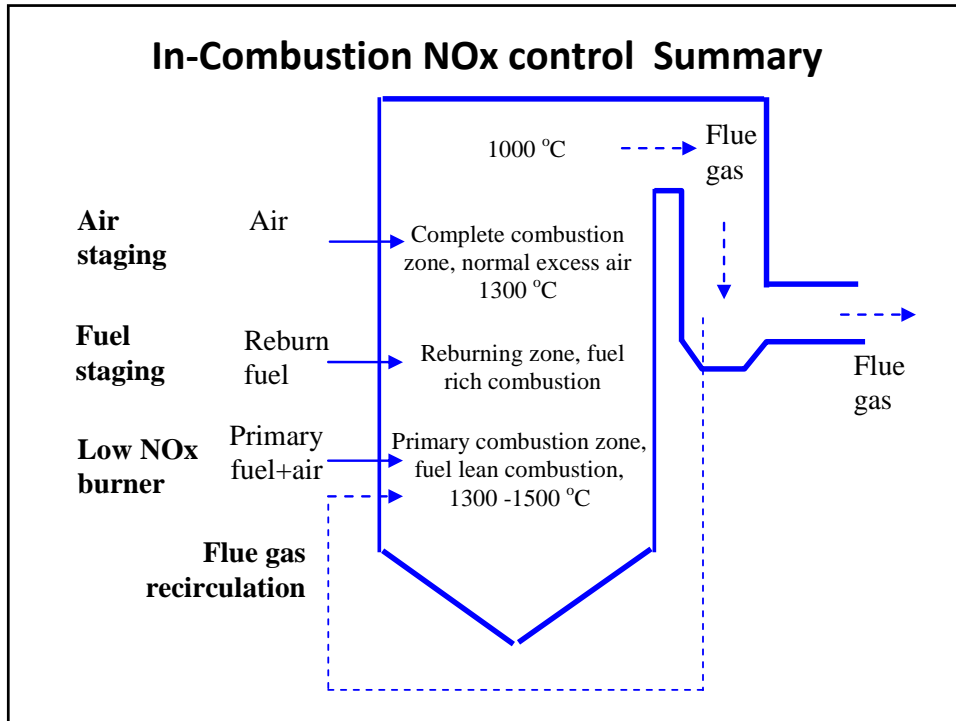 In-Combustion NOx control Summary
1000 °C
Flue
gas
Air
staging
Air
Complete combustion
zone, normal excess air
1300 °C
Fuel
staging
Reburn
fuel
Reburning zone, fuel
rich combustion
Flue
gas
Low NOx
burner
Primary
fuel+air
Primary combustion zone,
fuel lean combustion,
1300 -1500 °C
Flue gas
recirculation